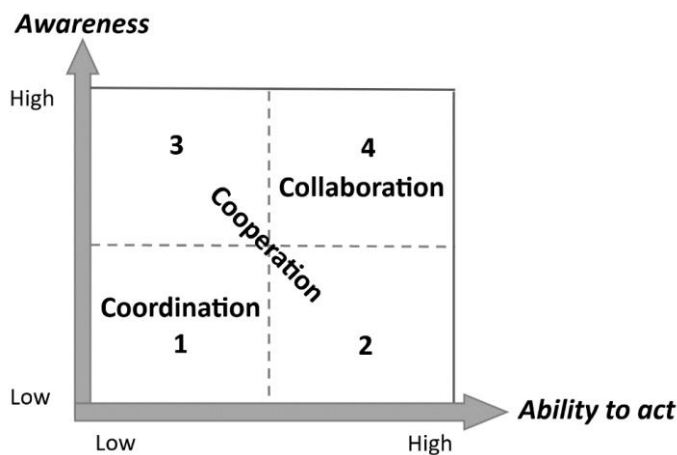 Awareness
High
3
4
Collaboration
Cooperation
Coordination
1
2
Low
Ability to act
Low
High